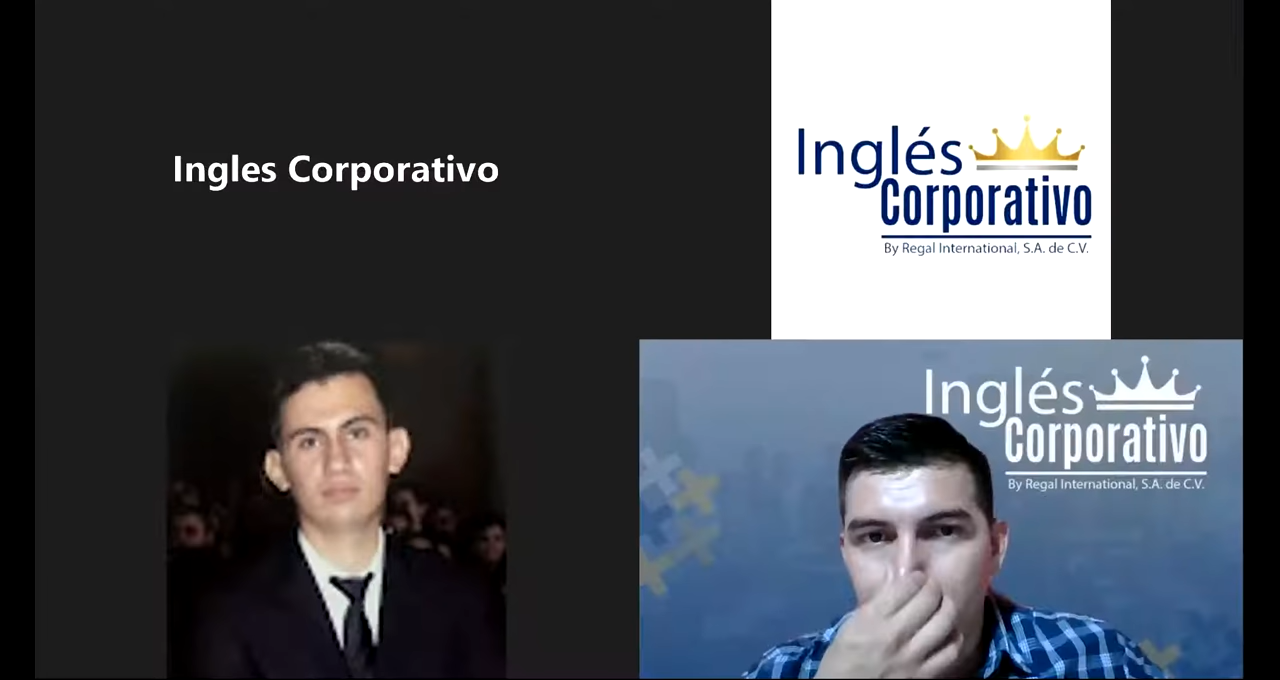 Ingles Corporativo
Inglés
Corporativo
By Regal International, S.A. de C.V.
Inglés
Corporativo
By Regal International, S.A. de C.V.